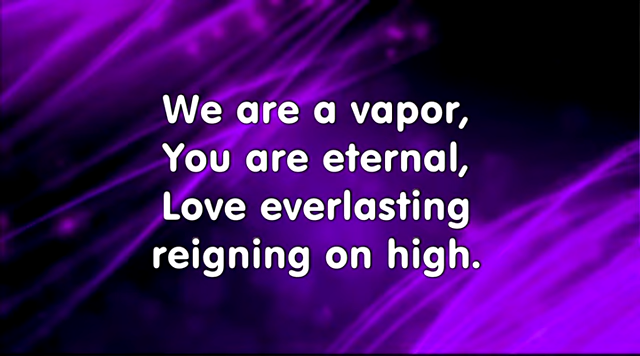 We are a vapor,
You are eternal,
Love everlasting
reigning on high.